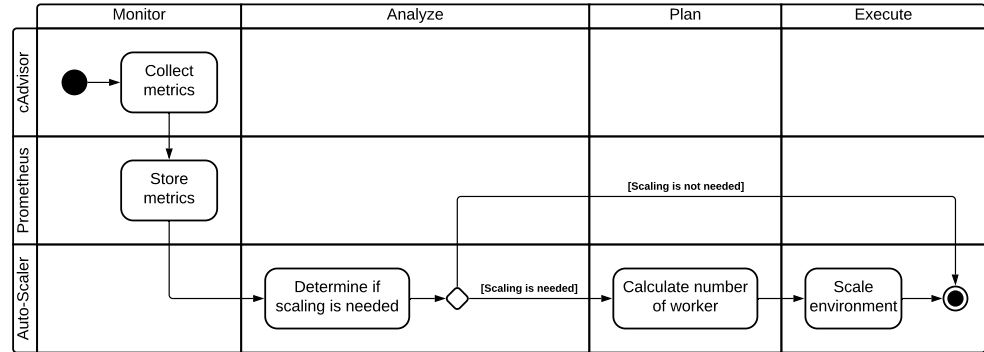 Monitor
Analyze
Plan
Execute
cAdvisor
Collect
metrics
Prometheus
Store
metrics
[Scaling is not needed]
Auto-Scaler
Determine if
scaling is needed
[Scaling is needed]
Calculate number
of worker
Scale
environment